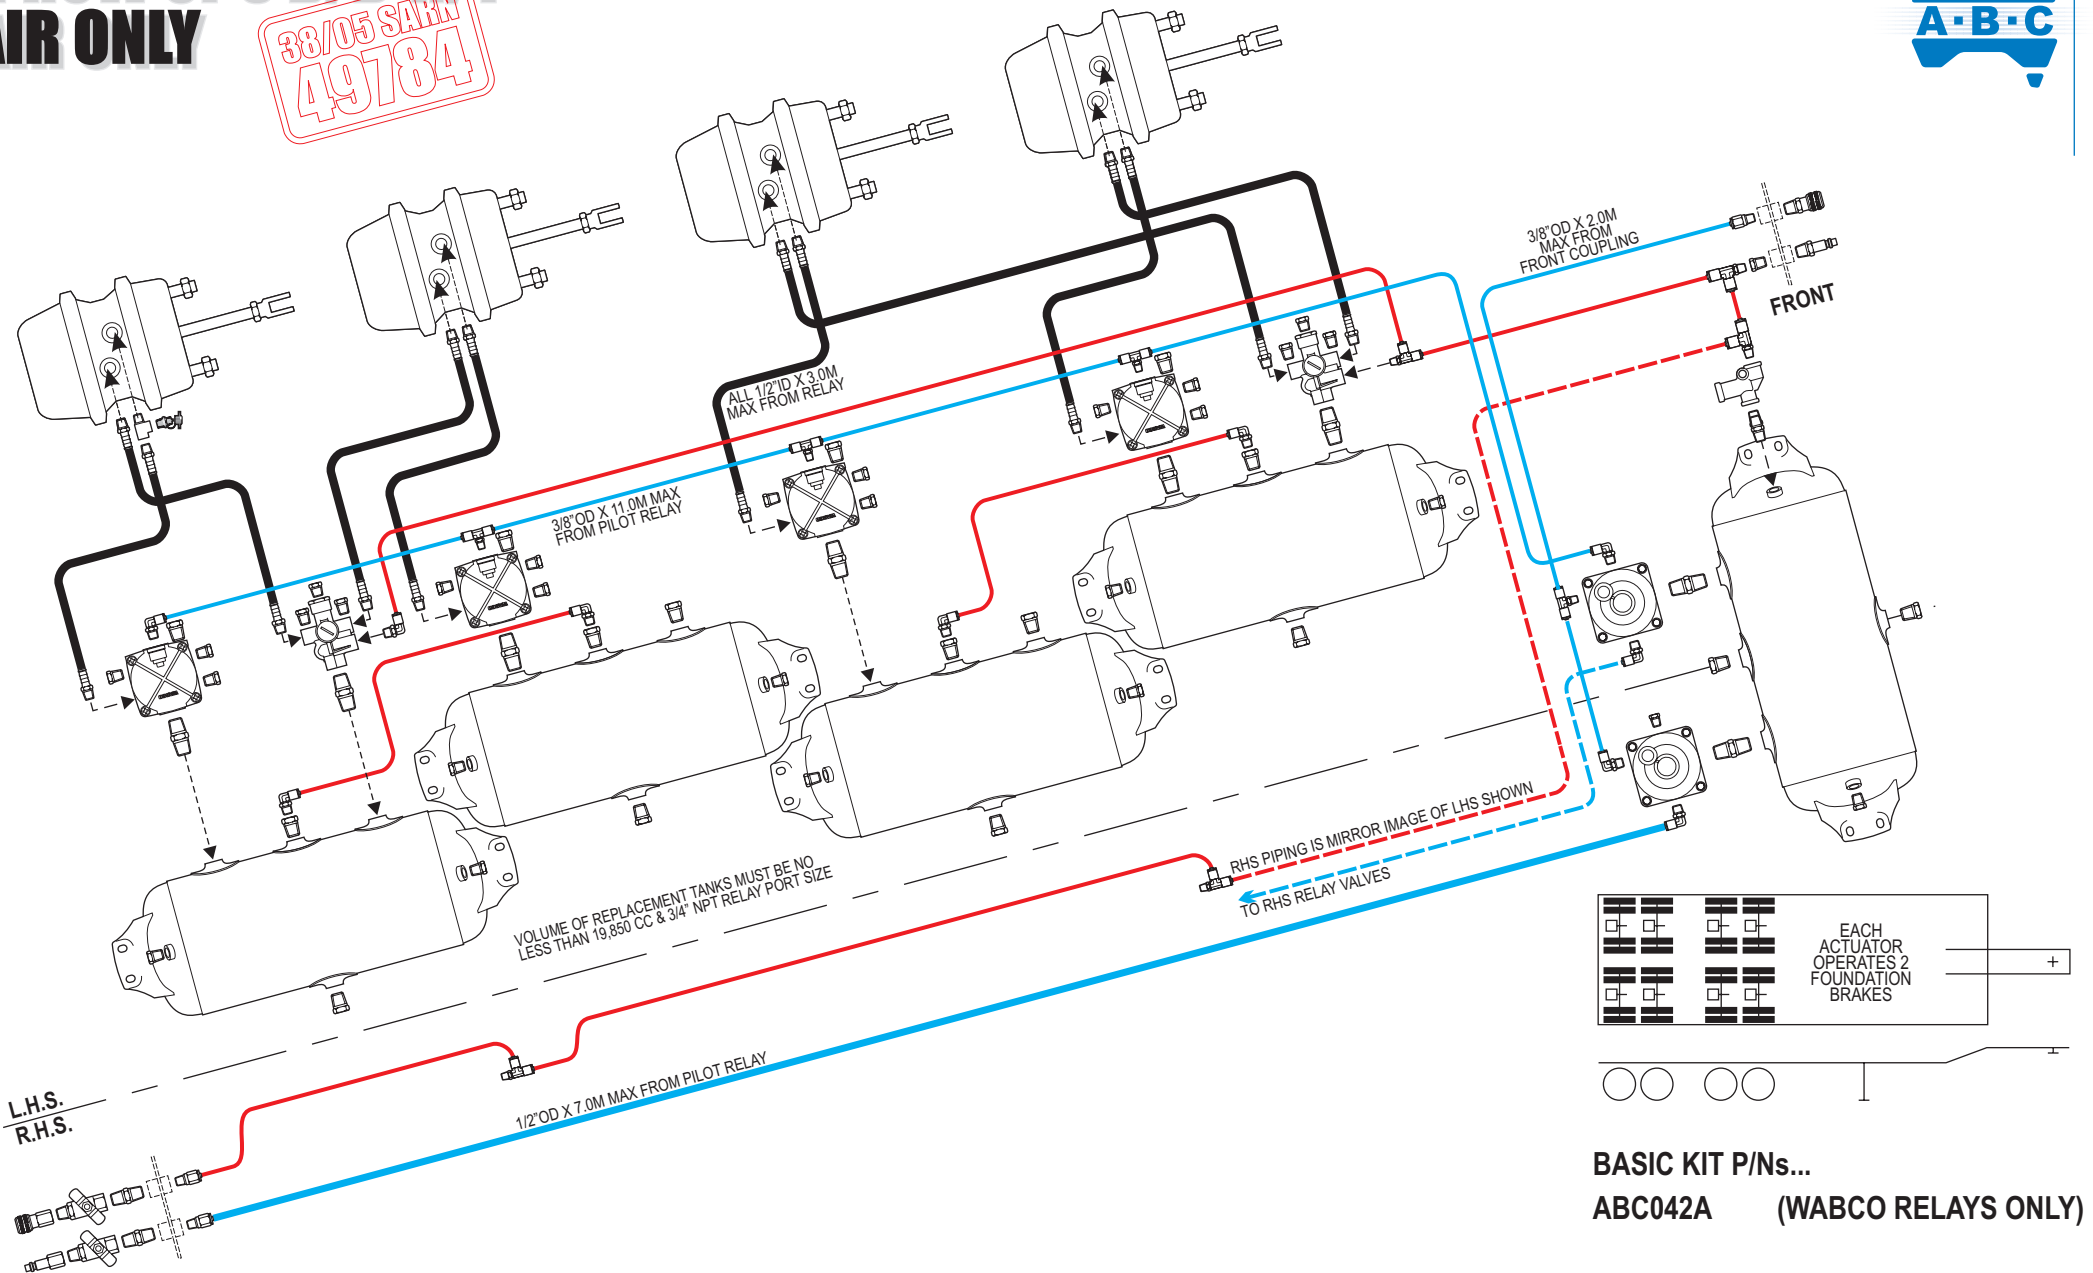 AIR ONLY
38/05 SARN
49784
A·B·C
3/8"OD X 2.0M
MAX FROM
FRONT COUPLING
FRONT
ALL 1/2"ID X 3.0M
MAX FROM RELAY
3/8"OD X 11.0M MAX
FROM PILOT RELAY
RHS PIPING IS MIRROR IMAGE OF LHS SHOWN
TO RHS RELAY VALVES
VOLUME OF REPLACEMENT TANKS MUST BE NO
LESS THAN 19,850 CC & 3/4" NPT RELAY PORT SIZE
EACH
ACTUATOR
OPERATES 2
FOUNDATION
BRAKES
L.H.S.
R.H.S.
1/2"OD X 7.0M MAX FROM PILOT RELAY
BASIC KIT P/Ns...
ABC042A (WABCO RELAYS ONLY)